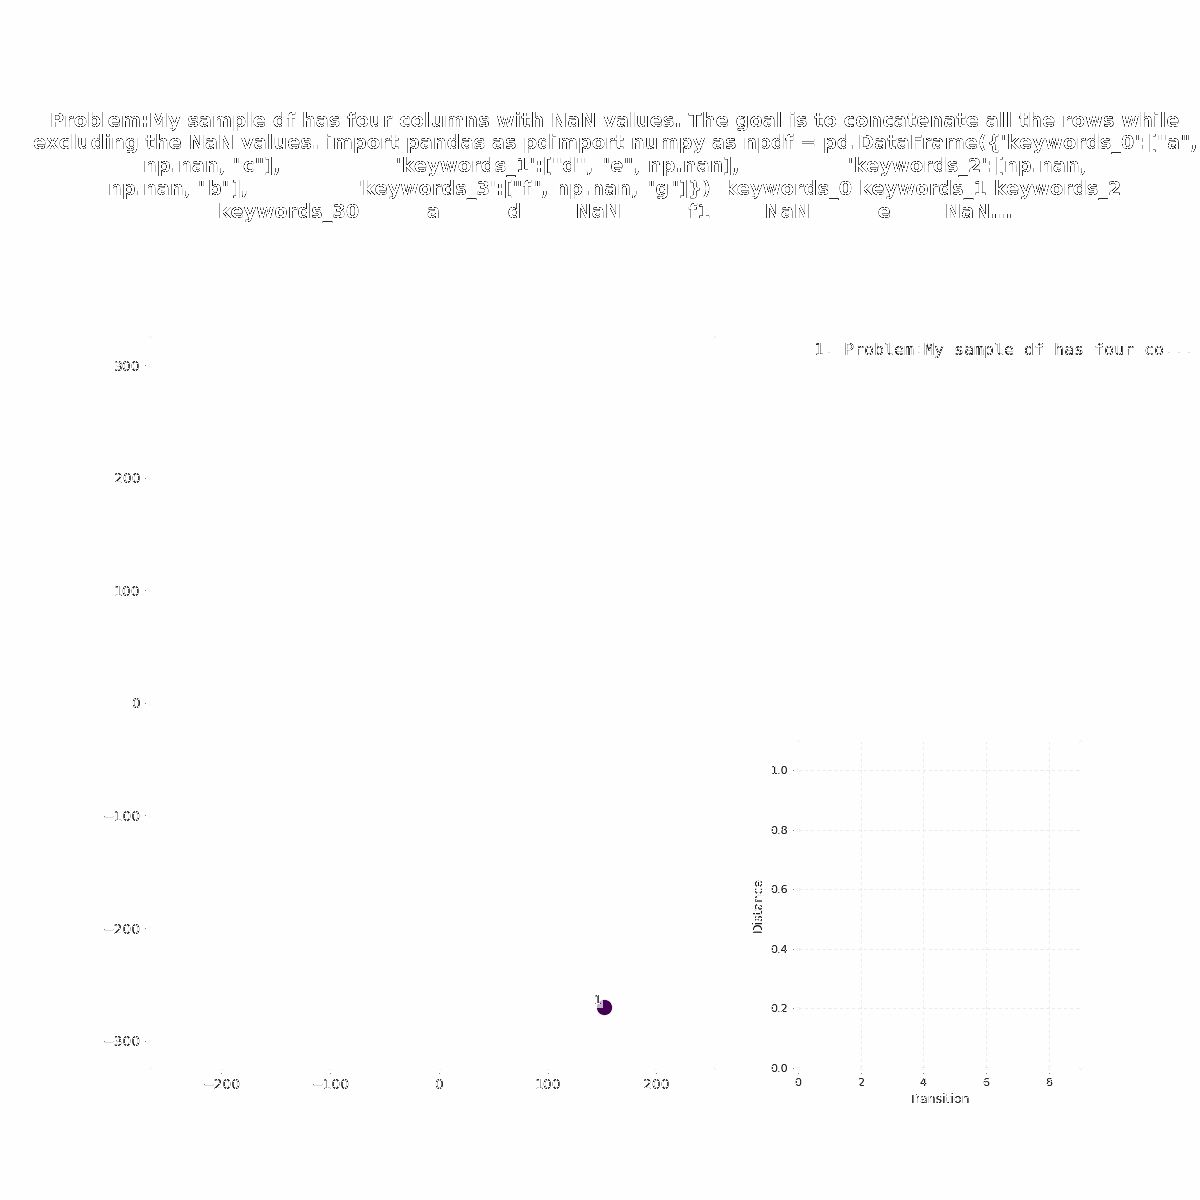 Problem:My sample df has four columns with NaN values. The goal is to concatenate all the rows while
excluding the NaN values. import pandas as pdimport numpy as npdf = pd.DataFrame({'keywords_0':["a",
np.nan, "c"], 'keywords_1':["d", "e", np.nan], 'keywords_2':[np.nan,
np.nan, "b"], 'keywords_3':["f", np.nan, "g"]}) keywords_0 keywords_1 keywords_2
keywords_30 a d NaN f1 NaN e NaN...
1. Problem:My sample df has four co...
300
200
100
0
−100
−200
−300
1
−200 −100 0 100 200
1.0
0.8
0.6
0.4
0.2
0.0
Distance
0 2 4 6 8
Transition